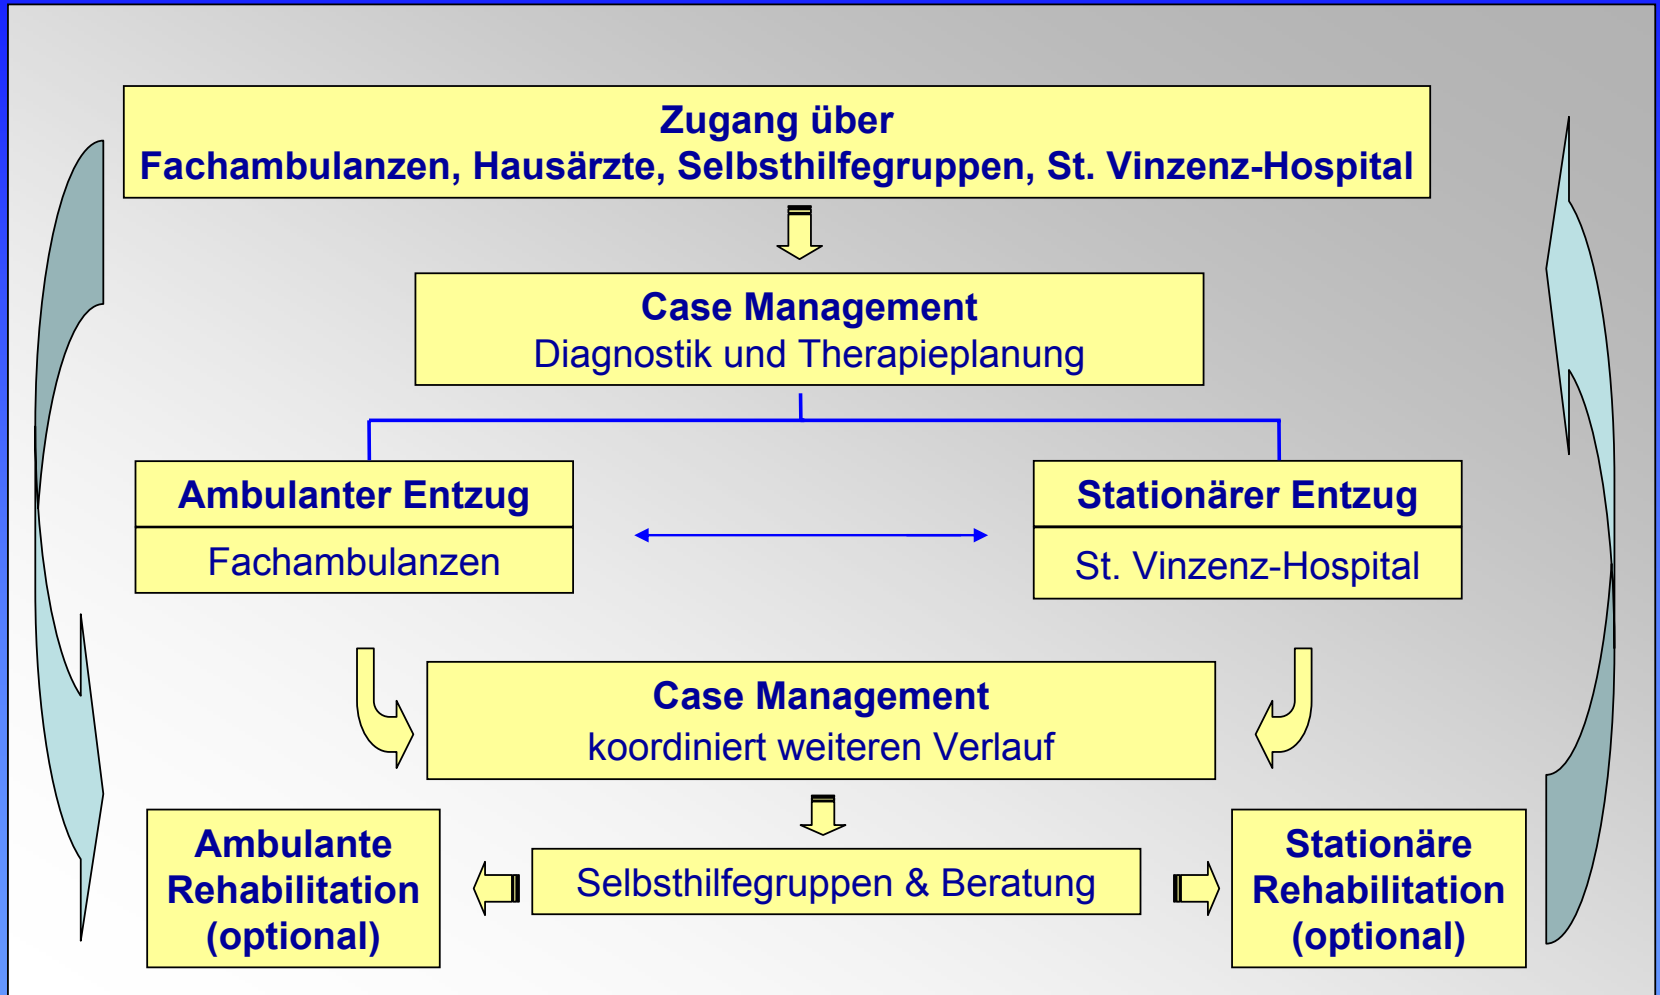 Zugang über
Fachambulanzen, Hausärzte, Selbsthilfegruppen, St. Vinzenz-Hospital
Case Management
Diagnostik und Therapieplanung
Ambulanter Entzug
Fachambulanzen
Stationärer Entzug
St. Vinzenz-Hospital
Case Management
koordiniert weiteren Verlauf
Ambulante
Rehabilitation
(optional)
Selbsthilfegruppen & Beratung
Stationäre
Rehabilitation
(optional)